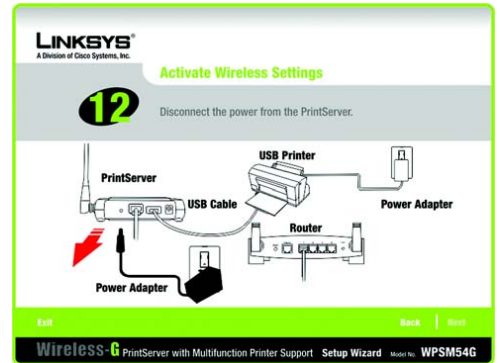 LINKSYS®
A Division of Cisco Systems, Inc.
Activate Wireless Settings
12
Disconnect the power from the PrintServer.
USB Printer
PrintServer
USB Cable
Power Adapter
Router
Power Adapter
Exit
Back
Next
Wireless-G PrintServer with Multifunction Printer Support Setup Wizard Model No. WPSM54G